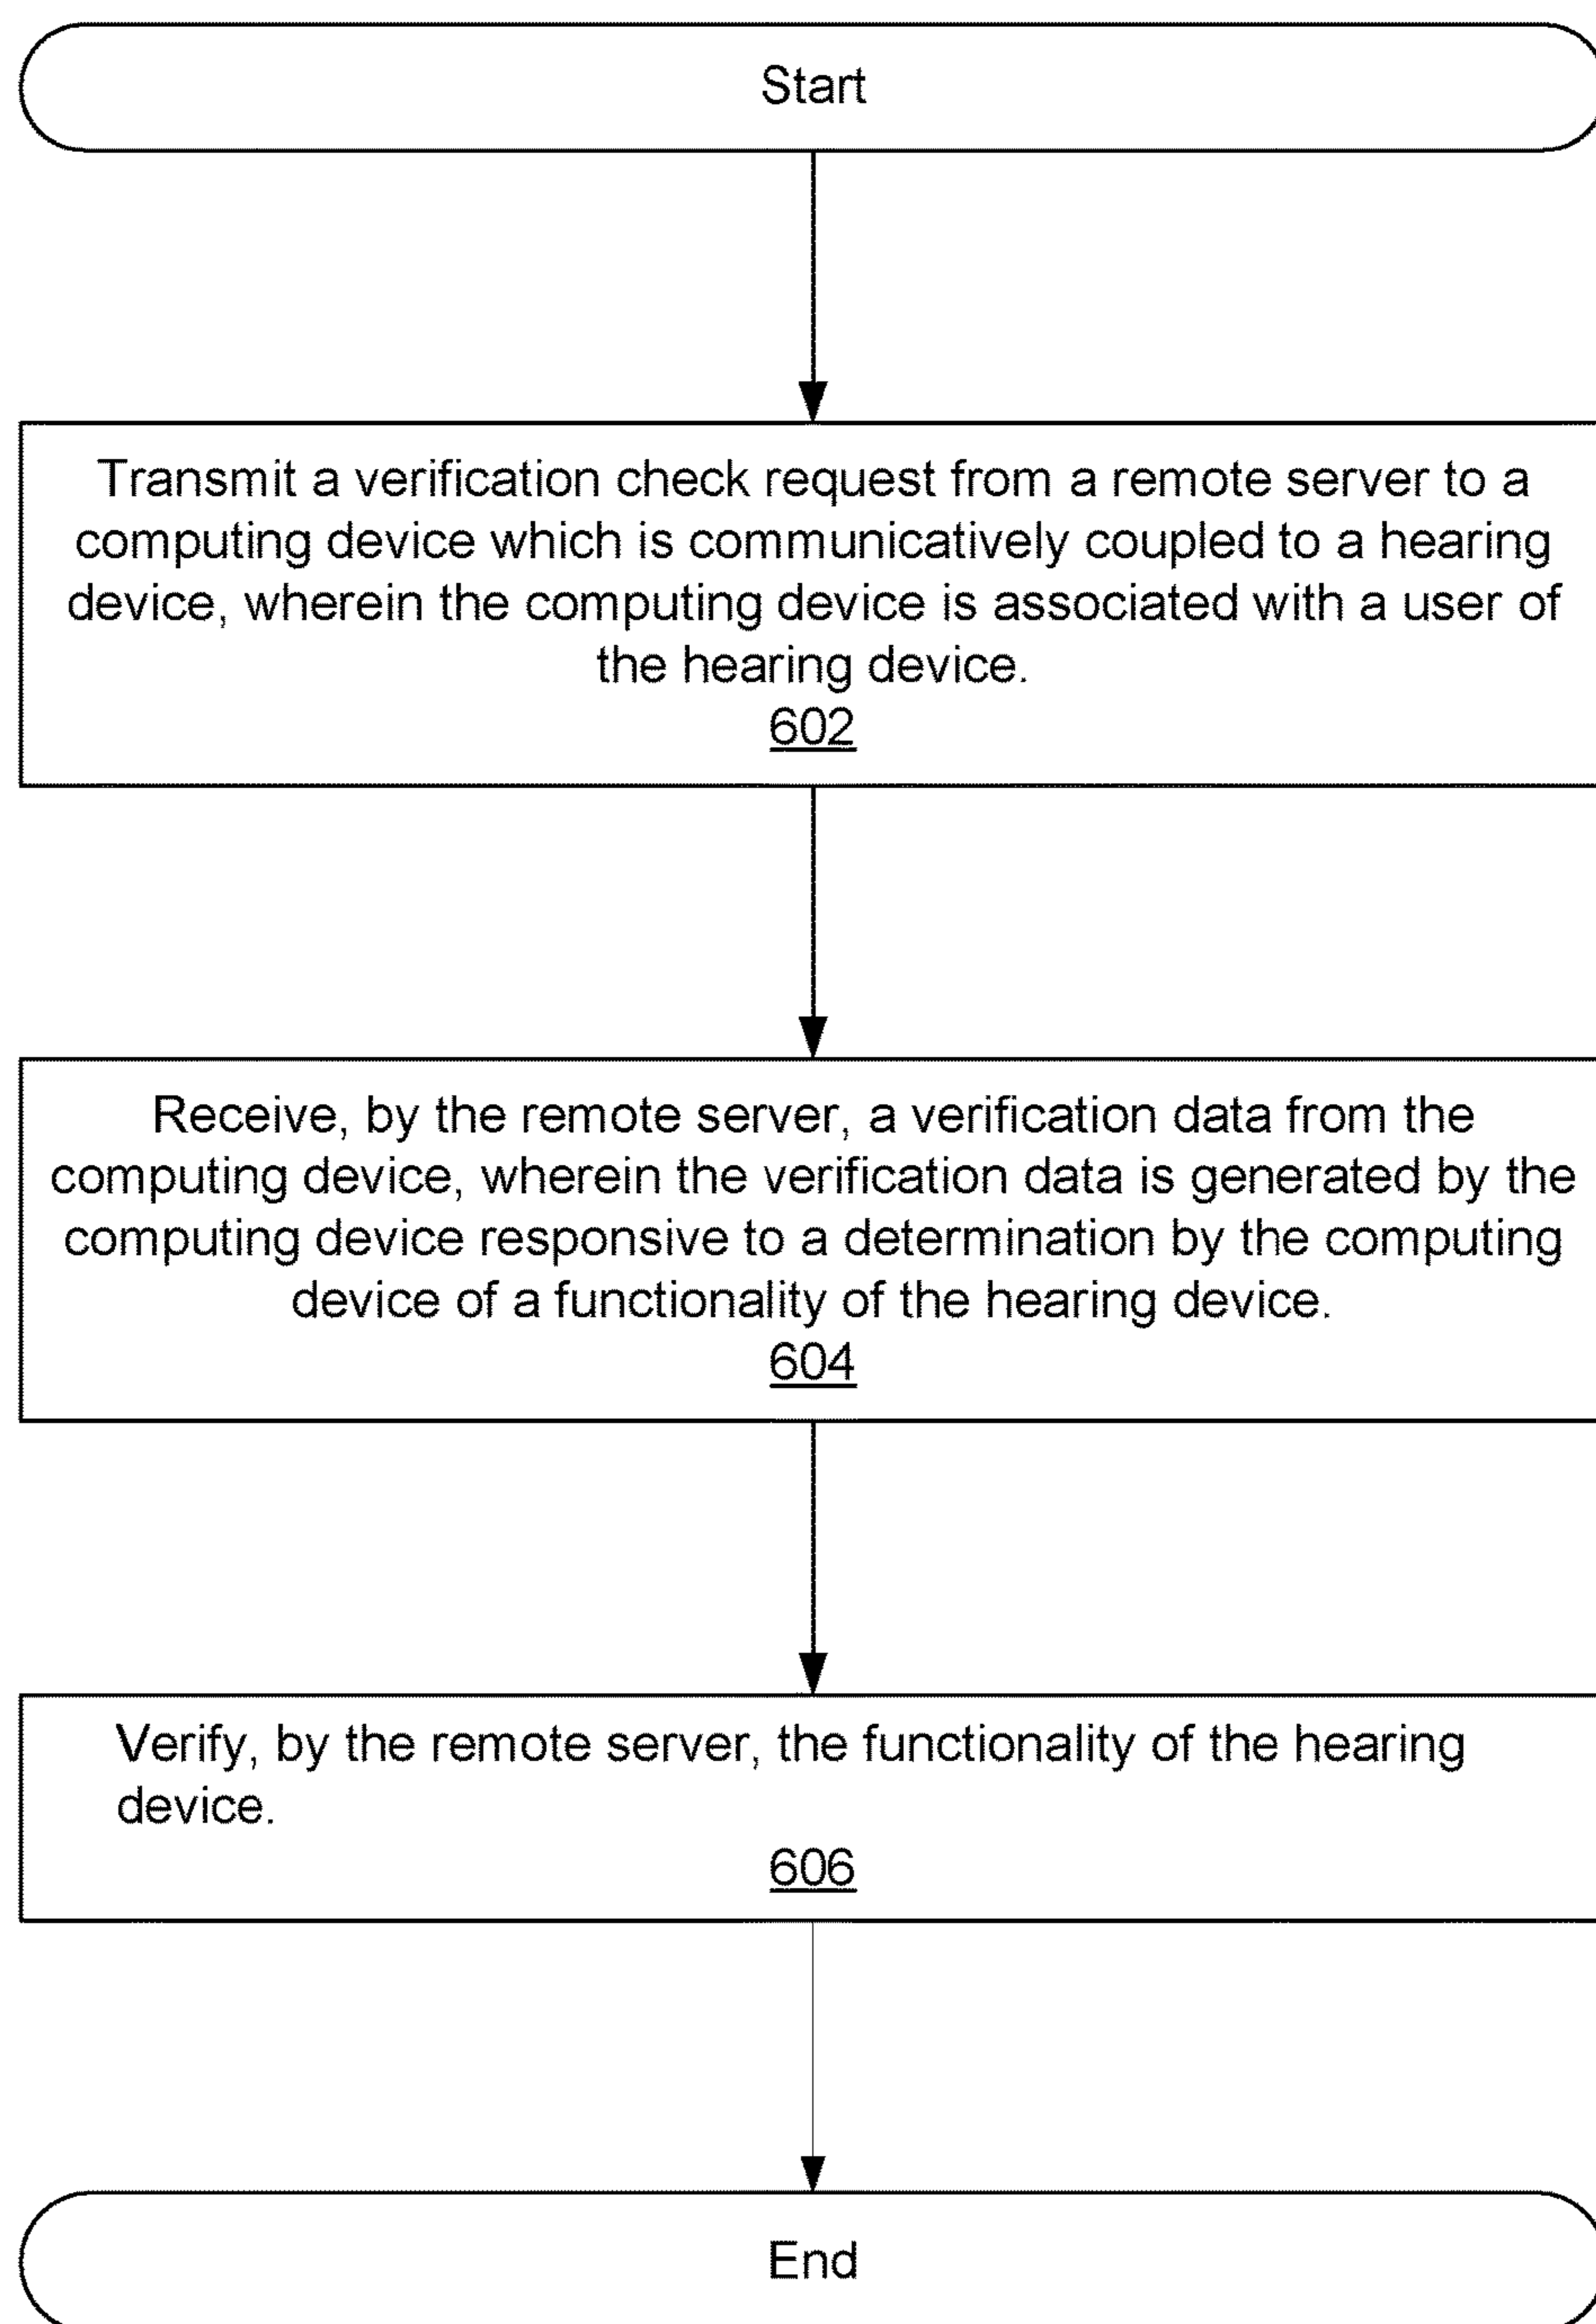 Start
Transmit a verification check request from a remote server to a
computing device which is communicatively coupled to a hearing
device, wherein the computing device is associated with a user of
the hearing device.
602
Receive, by the remote server, a verification data from the
computing device, wherein the verification data is generated by the
computing device responsive to a determination by the computing
device of a functionality of the hearing device.
604
Verify, by the remote server, the functionality of the hearing
device.
606
End